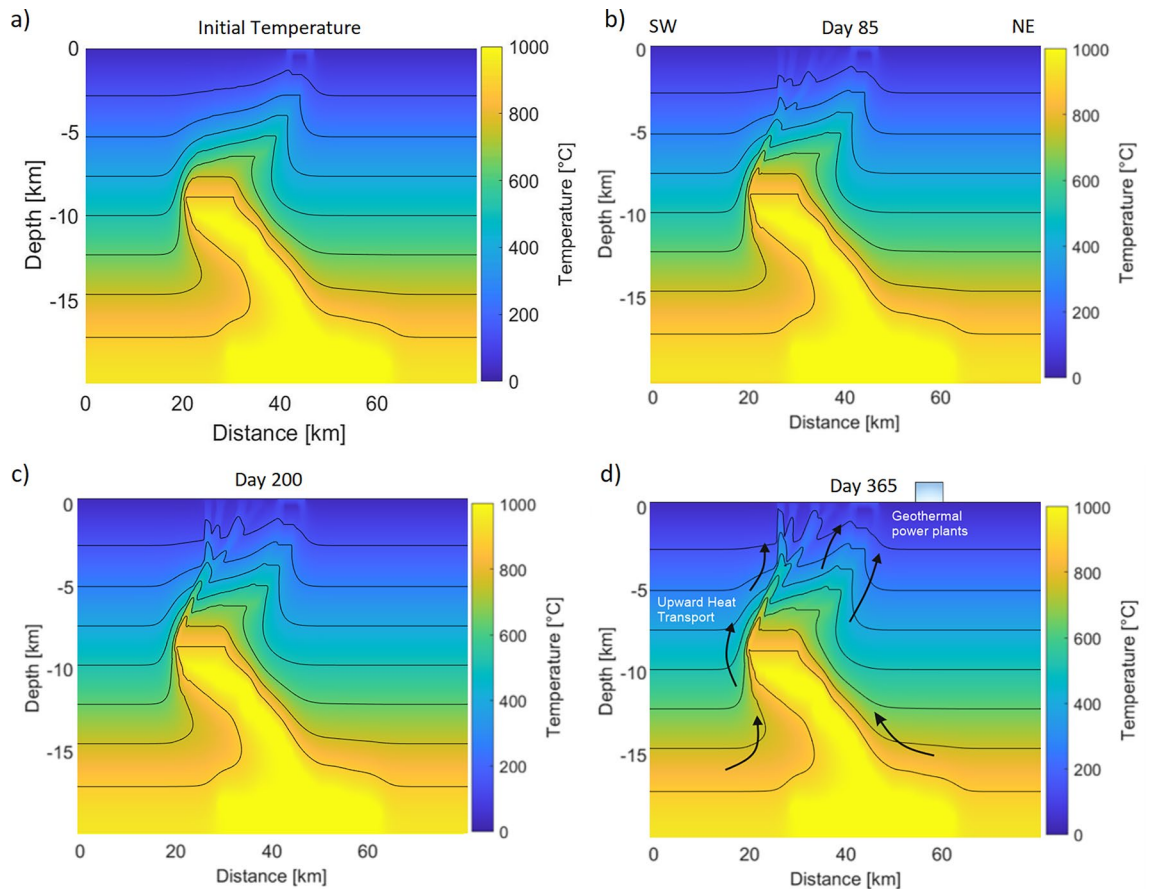 a)
Initial Temperature
0
-5
-10
-15
Depth [km]
0
20
40
60
Distance [km]
1000
800
600
400
200
0
Temperature [°C]
b)
SW
Day 85
NE
0
-5
-10
-15
Depth [km]
0
20
40
60
Distance [km]
1000
800
600
400
200
0
Temperature [°C]
c)
Day 200
0
-5
-10
-15
Depth [km]
0
20
40
60
Distance [km]
1000
800
600
400
200
0
Temperature [°C]
d)
Day 365
Geothermal
power plants
Upward Heat
Transport
0
-5
-10
-15
Depth [km]
0
20
40
60
Distance [km]
1000
800
600
400
200
0
Temperature [°C]